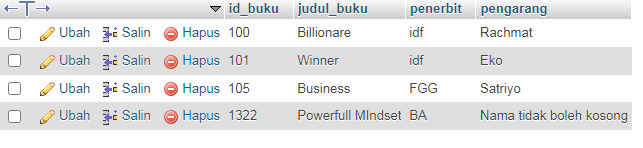 id_buku judul_buku penerbit pengarang
Ubah Salin Hapus 100 Billionare idf Rachmat
Ubah Salin Hapus 101 Winner idf Eko
Ubah Salin Hapus 105 Business FGG Satriyo
Ubah Salin Hapus 1322 Powerfull MIndset BA Nama tidak boleh kosong